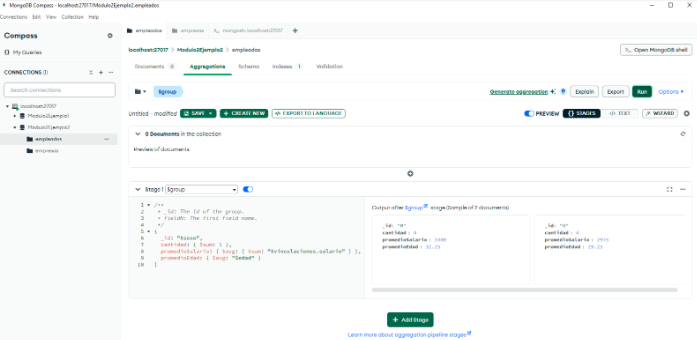 MongoDB Compass - localhost:27017/Modulo2Ejemplo2.empleados
Connections Edit View Collection Help
Compass
My Queries
CONNECTIONS (1)
Search connections
localhost:27017
Modulo2Ejemplo1
Modulo2Ejemplo2
empleados
empresas
empleados
empresas
mongosh: localhost:27017
localhost:27017 > Modulo2Ejemplo2 > empleados
Open MongoDB shell
Documents 0
Aggregations
Schema
Indexes 1
Validation
$group
Generate aggregation
Explain
Export
Run
Options
Untitled - modified
SAVE
CREATE NEW
EXPORT TO LANGUAGE
PREVIEW
{} STAGES
</> TEXT
WIZARD
0 Documents in the collection
Preview of documents
Stage 1 $group
1 /**
2 * _id: The id of the group.
3 * fieldN: The first field name.
4 */
5 {
6 _id: "$sexo",
7 cantidad: { $sum: 1 },
8 promedioSalario: { $avg: { $sum: "$vinculaciones.salario" } },
9 promedioEdad: { $avg: "$edad" }
10 }
Output after $group stage (Sample of 2 documents)
cantidad : 4
promedioSalario : 3300
promedioEdad : 32.25
cantidad : 4
promedioSalario : 2975
promedioEdad : 29.25
Add Stage
Learn more about aggregation pipeline stages